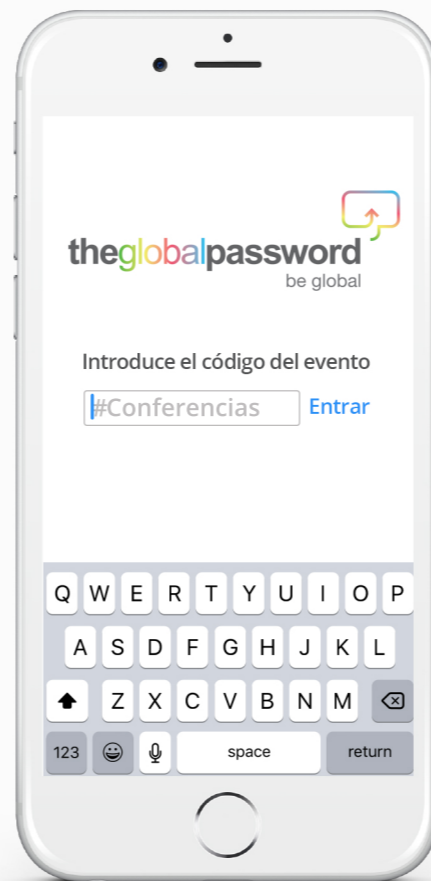 theglobalpassword
be global
Introduce el código del evento
#Conferencias Entrar
Q W E R T Y U I O P
A S D F G H J K L
Z X C V B N M
123 space return